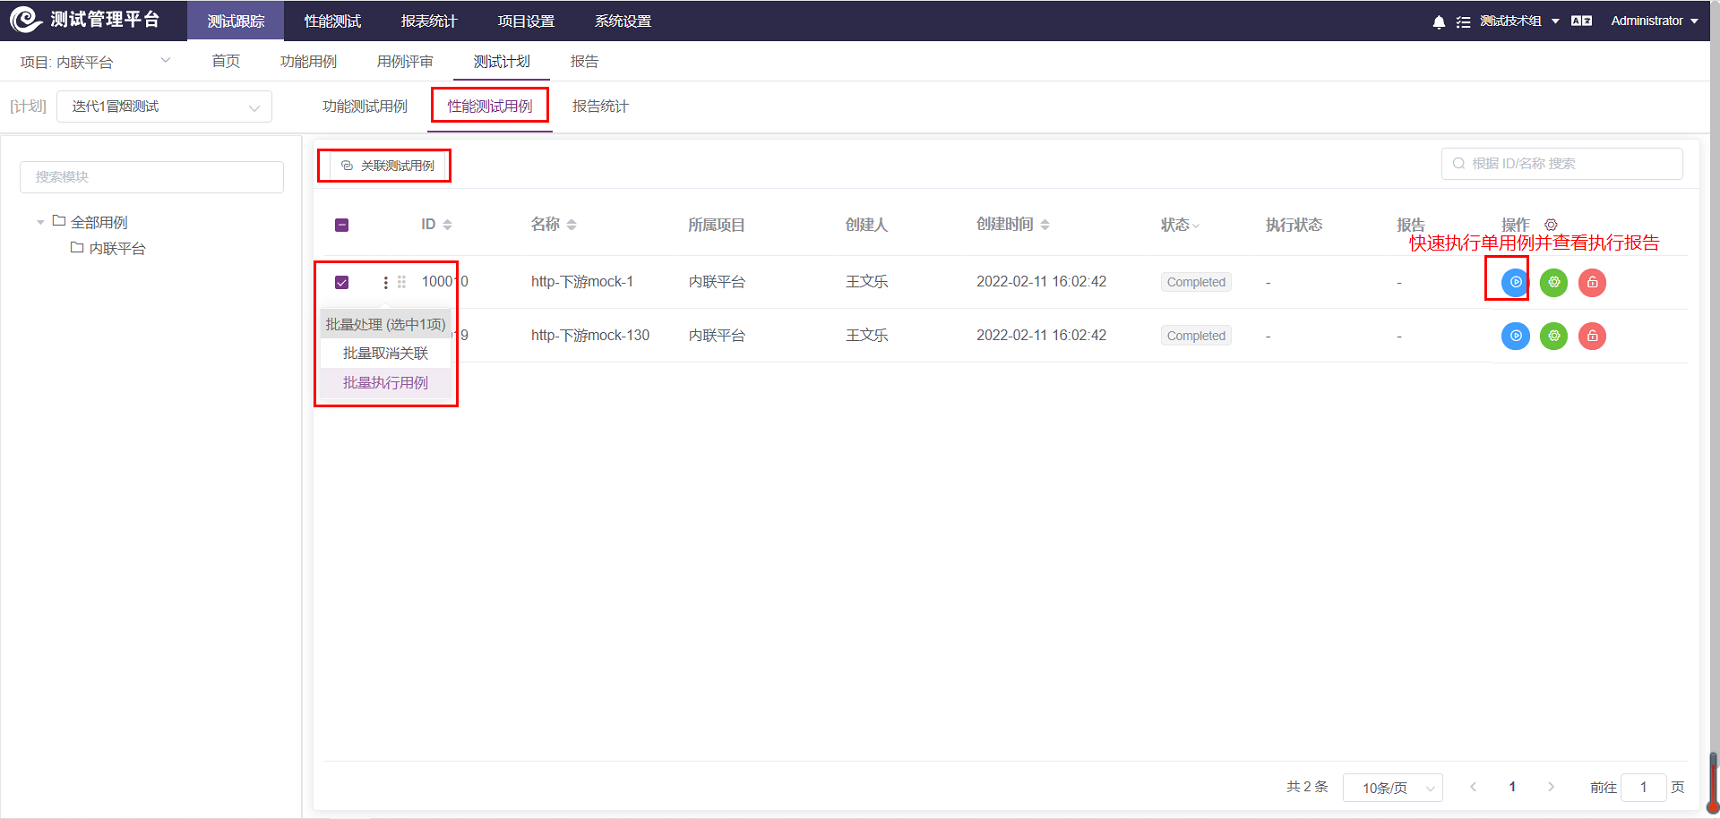 测试管理平台 测试跟踪 性能测试 报表统计 项目设置 系统设置 测试技术组 Administrator
项目: 内联平台 首页 功能用例 用例评审 测试计划 报告
[计划] 迭代1冒烟测试 功能测试用例 性能测试用例 报告统计
搜索模块
全部用例
内联平台
关联测试用例 根据 ID/名称 搜索
ID 名称 所属项目 创建人 创建时间 状态 执行状态 报告 操作
快速执行单用例并查看执行报告
100010 http-下游mock-1 内联平台 王文乐 2022-02-11 16:02:42 Completed - -
批量处理 (选中1项)
19 http-下游mock-130 内联平台 王文乐 2022-02-11 16:02:42 Completed - -
批量取消关联
批量执行用例
共 2 条 10条/页 1 前往 1 页